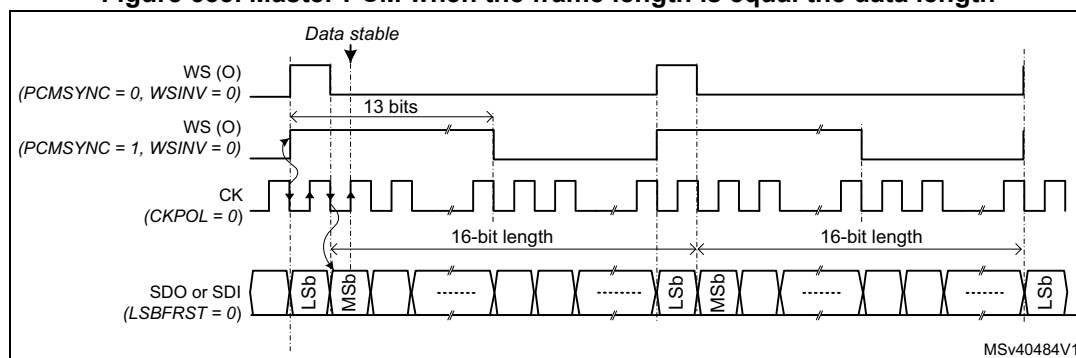 Figure Master PCM when the frame length is equal the data length
Data stable
WS (O)
(PCMSYNC = 0, WSINV = 0)
13 bits
WS (O)
(PCMSYNC = 1, WSINV = 0)
CK
(CKPOL = 0)
16-bit length
16-bit length
SDO or SDI
(LSBFRST = 0)
LSb
MSb
LSb
MSb
LSb
MSv40484V1